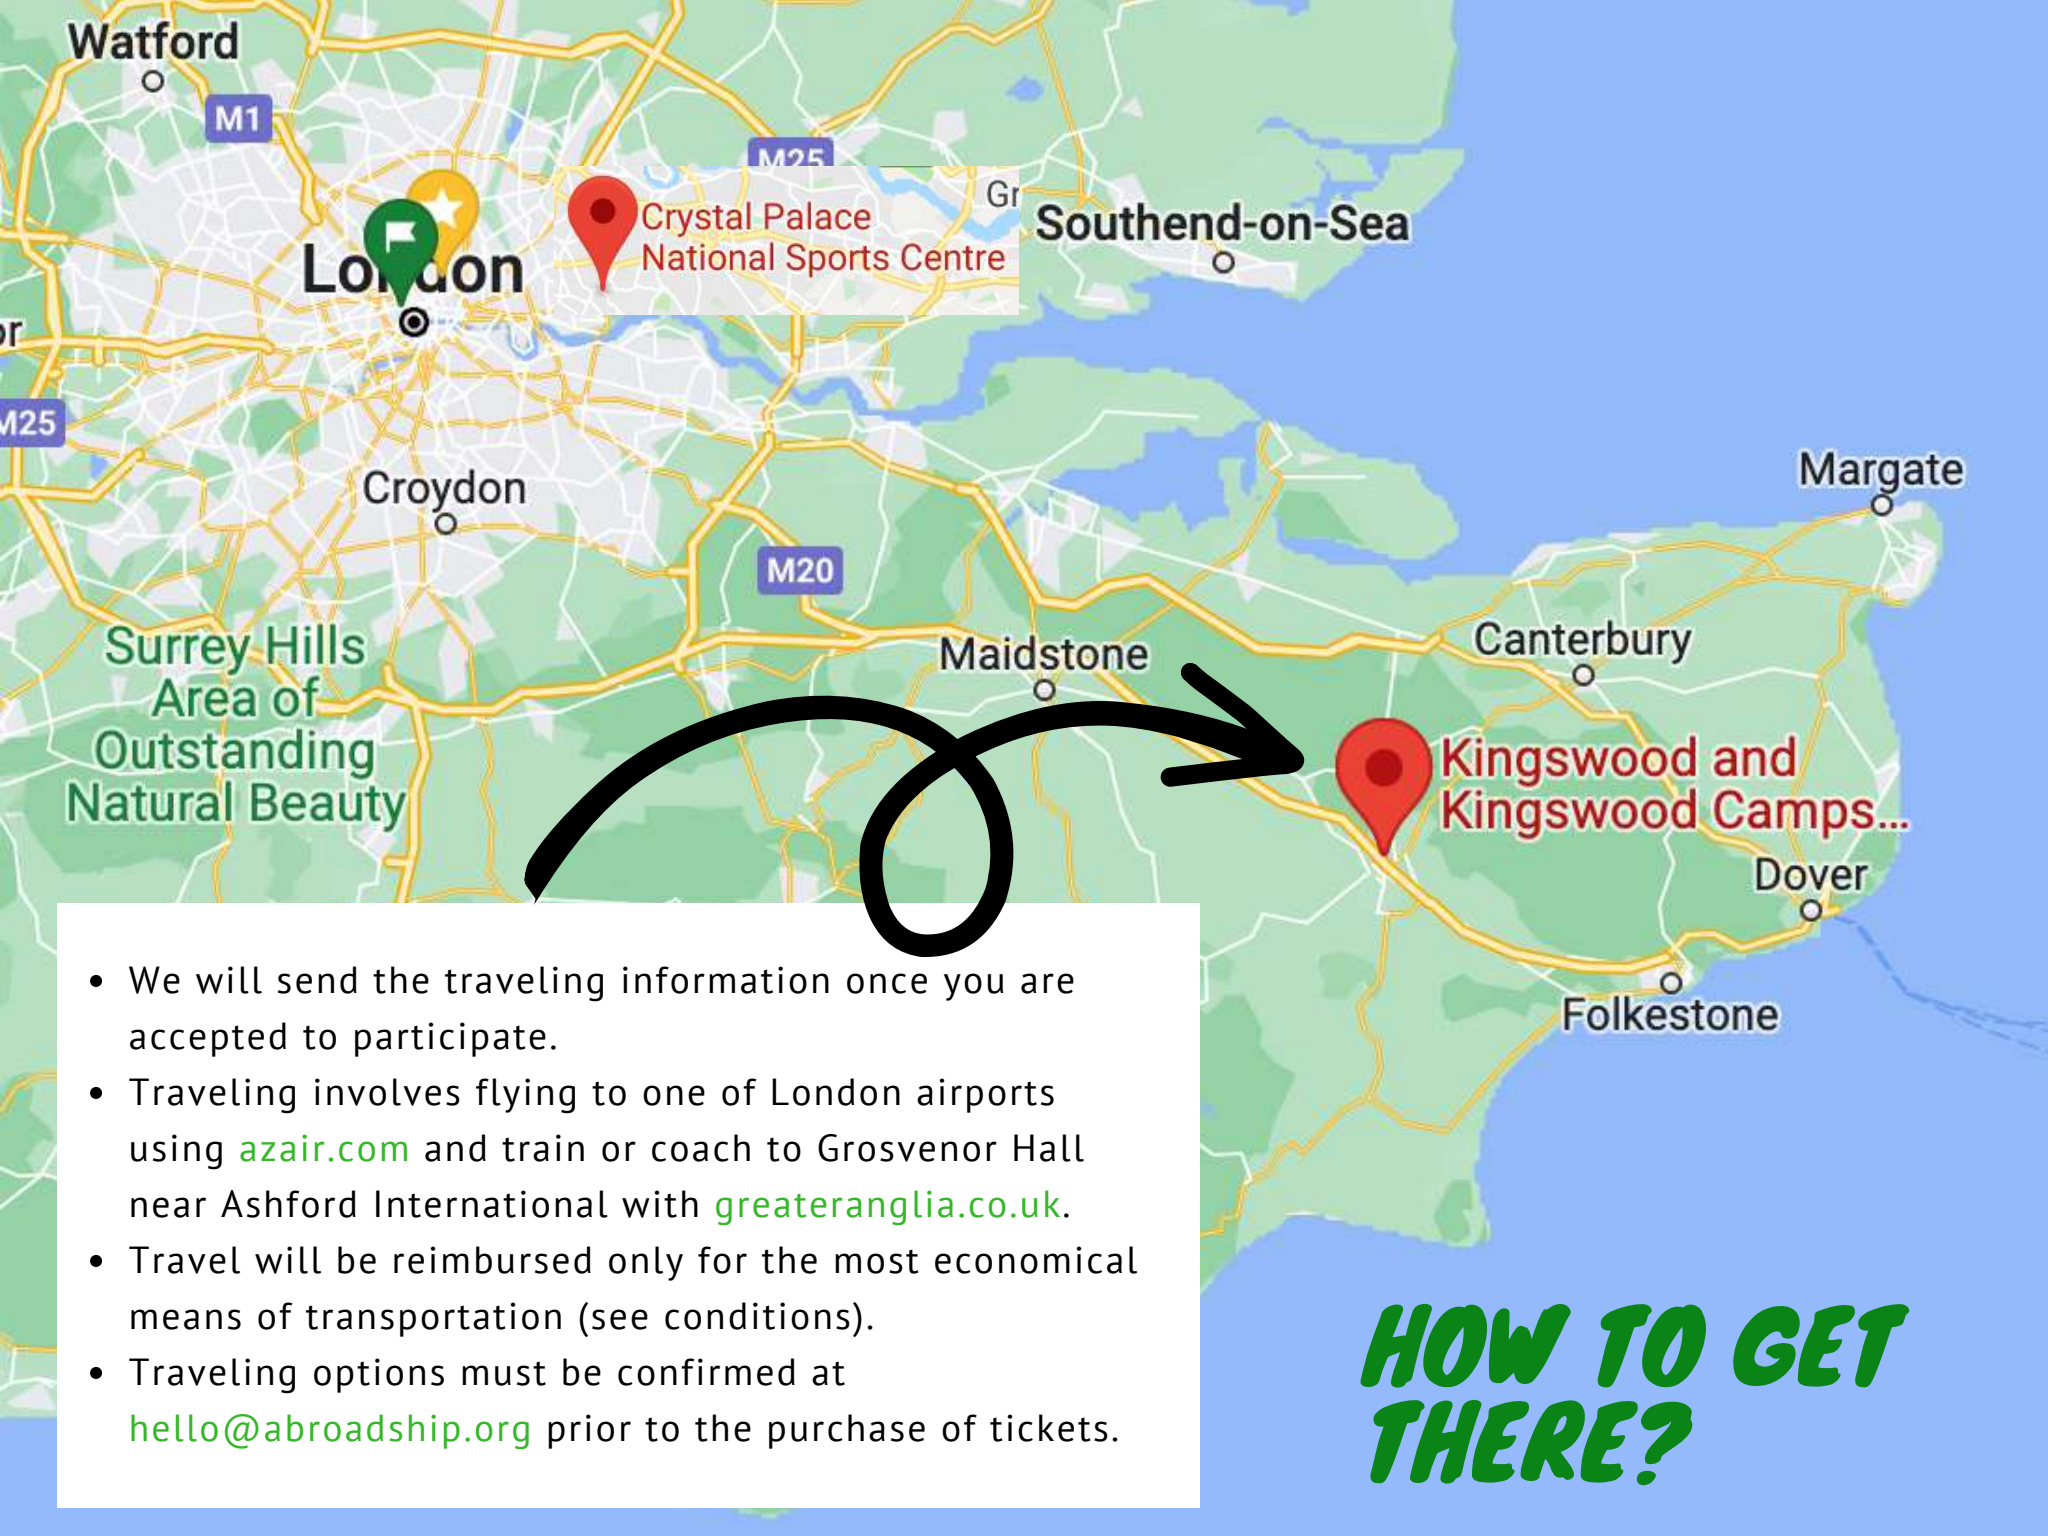 Watford
M1
M25
Gr
Crystal Palace
National Sports Centre
Southend-on-Sea
London
or
M25
Croydon
Margate
M20
Surrey Hills
Area of
Outstanding
Natural Beauty
Maidstone
Canterbury
Kingswood and
Kingswood Camps...
Dover
Folkestone
• We will send the traveling information once you are
accepted to participate.
• Traveling involves flying to one of London airports
using azair.com and train or coach to Grosvenor Hall
near Ashford International with greateranglia.co.uk.
• Travel will be reimbursed only for the most economical
means of transportation (see conditions).
• Traveling options must be confirmed at
hello@abroadship.org prior to the purchase of tickets.
HOW TO GET
THERE?